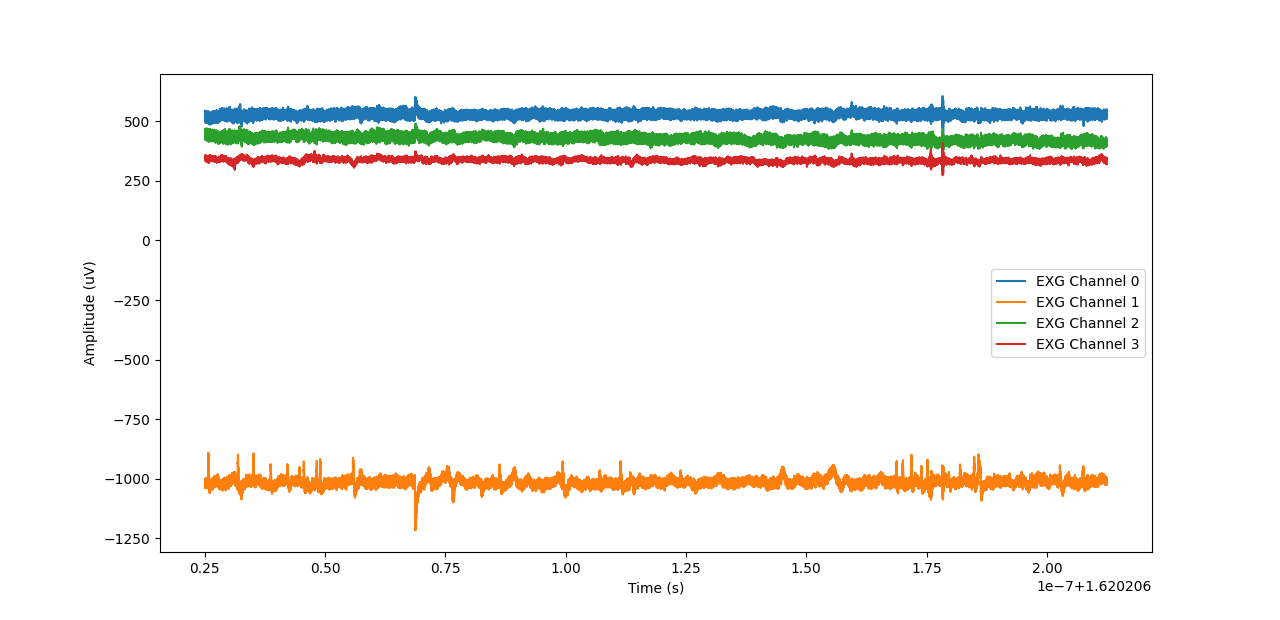 500
250
0
−250
−500
−750
−1000
−1250
Amplitude (uV)
EXG Channel 0
EXG Channel 1
EXG Channel 2
EXG Channel 3
0.25 0.50 0.75 1.00 1.25 1.50 1.75 2.00
Time (s)
1e−7+1.620206